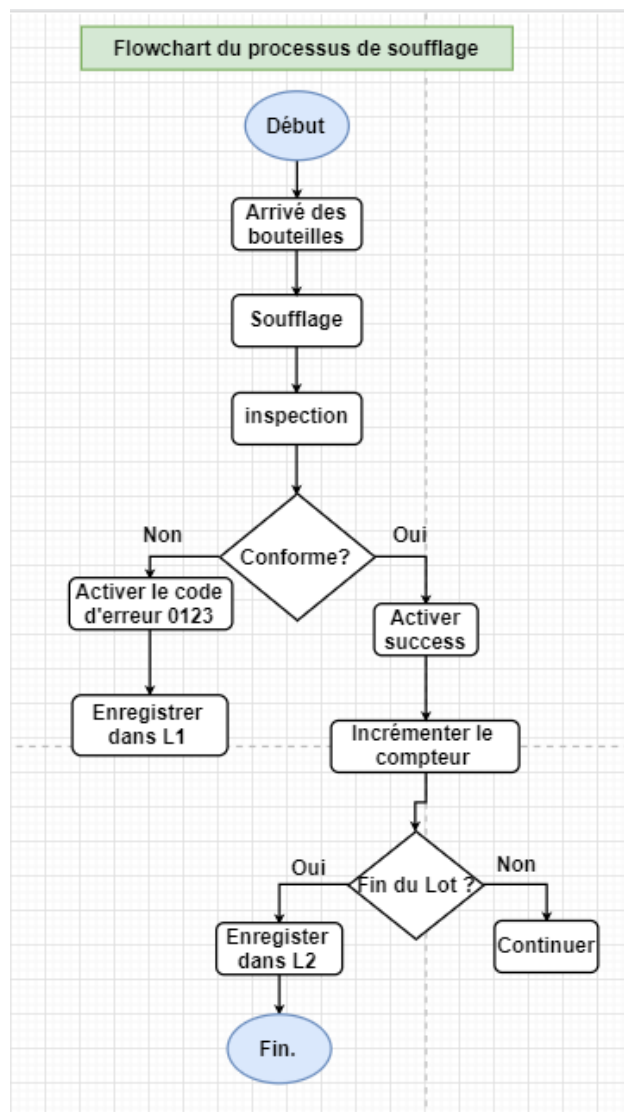 Flowchart du processus de soufflage
Début
Arrivé des
bouteilles
Soufflage
inspection
Conforme?
Non
Oui
Activer le code
d'erreur 0123
Activer
success
Enregistrer
dans L1
Incrémenter le
compteur
Fin du Lot ?
Oui
Non
Enregister
dans L2
Continuer
Fin.